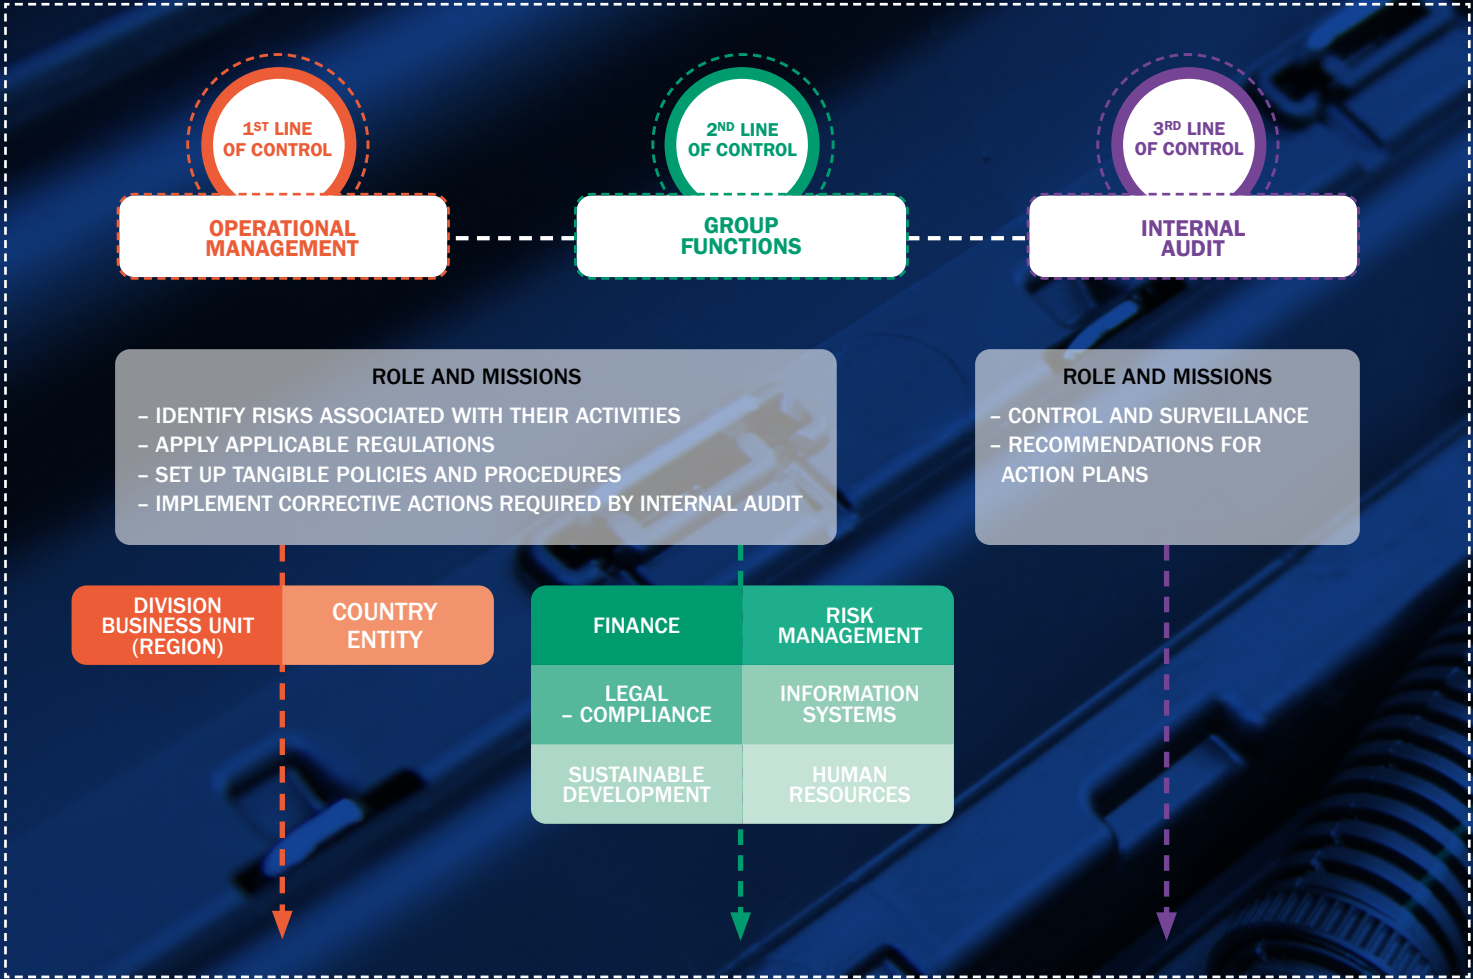 1ST LINE
OF CONTROL
2ND LINE
OF CONTROL
3RD LINE
OF CONTROL
OPERATIONAL
MANAGEMENT
GROUP
FUNCTIONS
INTERNAL
AUDIT
ROLE AND MISSIONS
– IDENTIFY RISKS ASSOCIATED WITH THEIR ACTIVITIES
– APPLY APPLICABLE REGULATIONS
– SET UP TANGIBLE POLICIES AND PROCEDURES
– IMPLEMENT CORRECTIVE ACTIONS REQUIRED BY INTERNAL AUDIT
ROLE AND MISSIONS
– CONTROL AND SURVEILLANCE
– RECOMMENDATIONS FOR
ACTION PLANS
DIVISION
BUSINESS UNIT
(REGION)
COUNTRY
ENTITY
FINANCE
RISK
MANAGEMENT
LEGAL
– COMPLIANCE
INFORMATION
SYSTEMS
SUSTAINABLE
DEVELOPMENT
HUMAN
RESOURCES